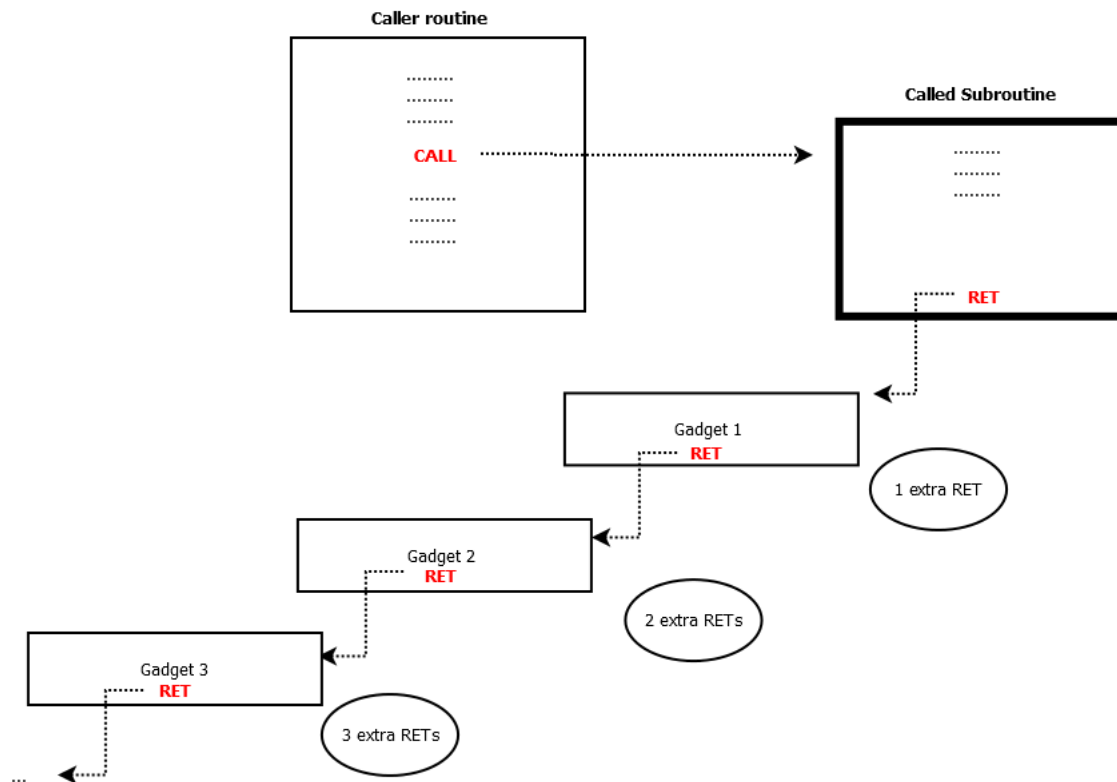 Caller routine
Called Subroutine
.........
.........
.........
CALL
.........
.........
.........
.........
.........
.........
RET
Gadget 1
RET
1 extra RET
Gadget 2
RET
2 extra RETs
Gadget 3
RET
3 extra RETs
...